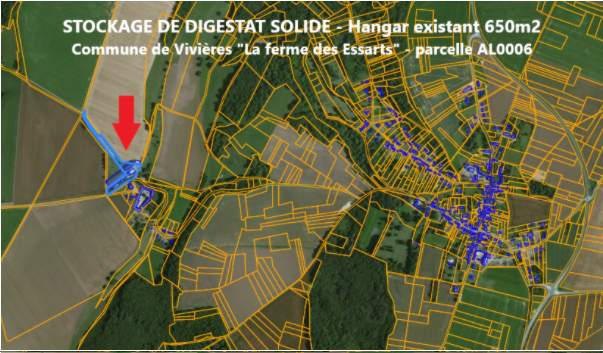 STOCKAGE DE DIGESTAT SOLIDE - Hangar existant 650m2
Commune de Vivières "La ferme des Essarts" - parcelle AL0006